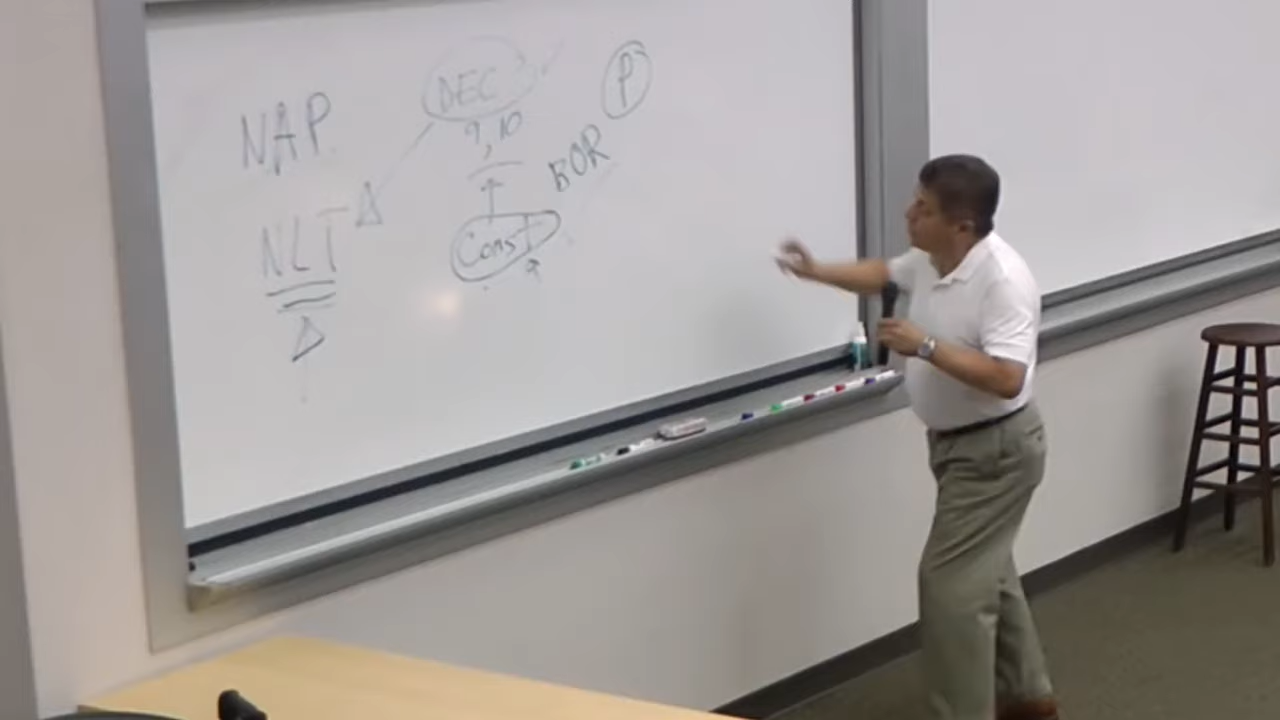 NAP
DEC
P
9, 10
BOR
NLT Δ
Const
Δ